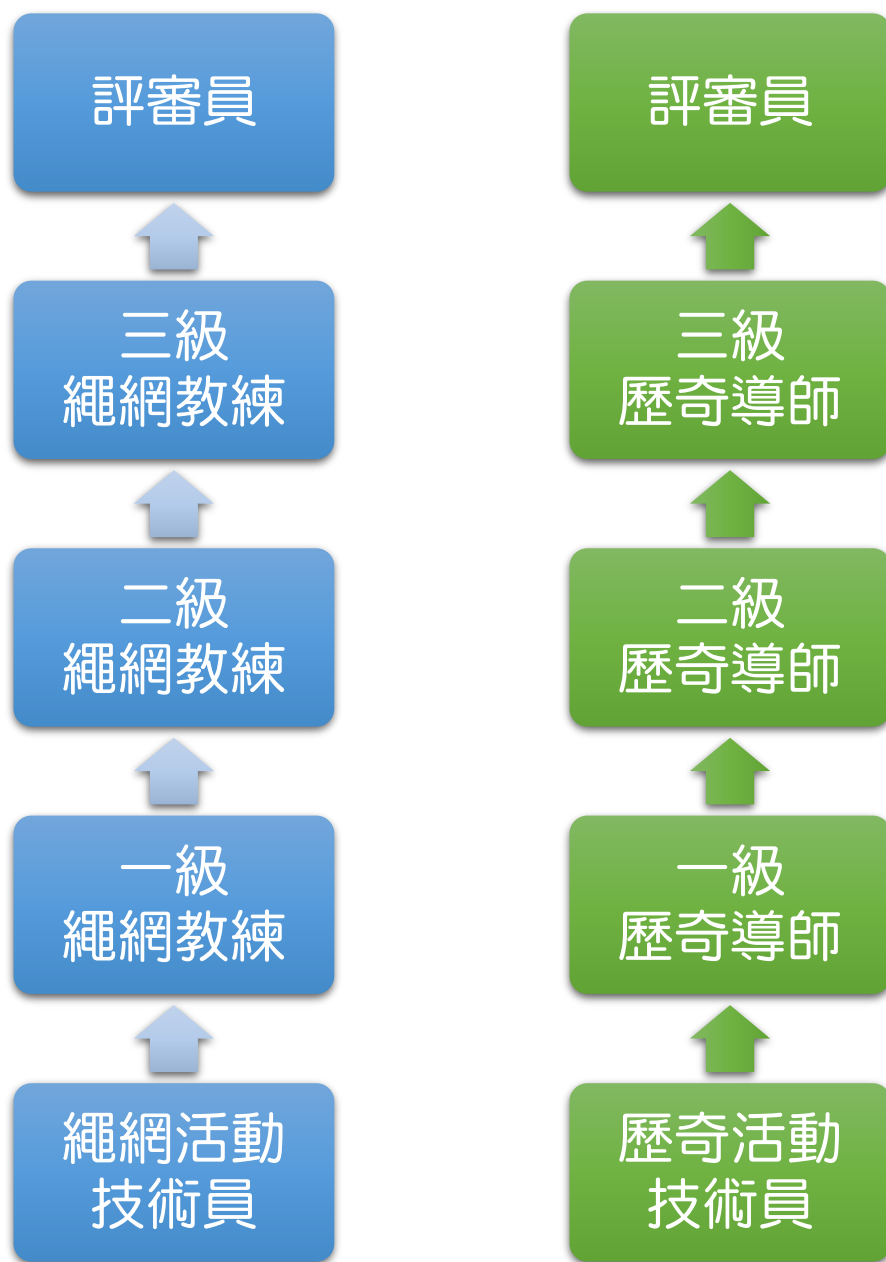 評審員
三級
繩網教練
二級
繩網教練
一級
繩網教練
繩網活動
技術員
評審員
三級
歷奇導師
二級
歷奇導師
一級
歷奇導師
歷奇活動
技術員